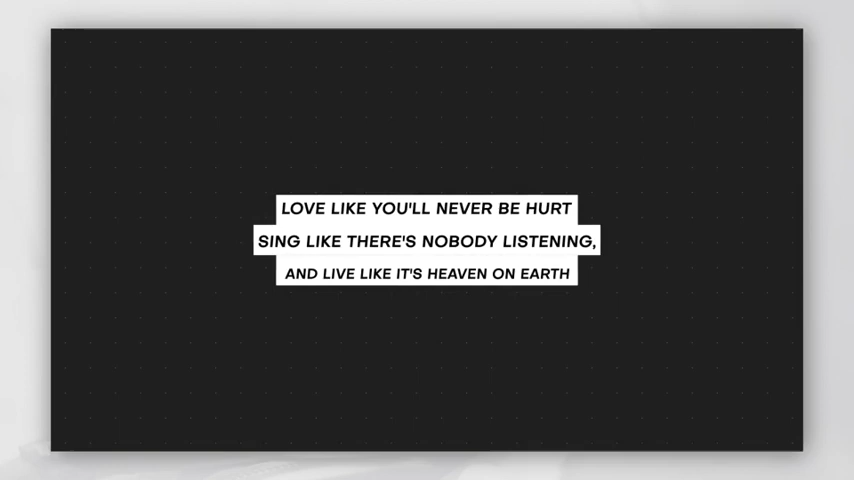 LOVE LIKE YOU'LL NEVER BE HURT
SING LIKE THERE'S NOBODY LISTENING,
AND LIVE LIKE IT'S HEAVEN ON EARTH